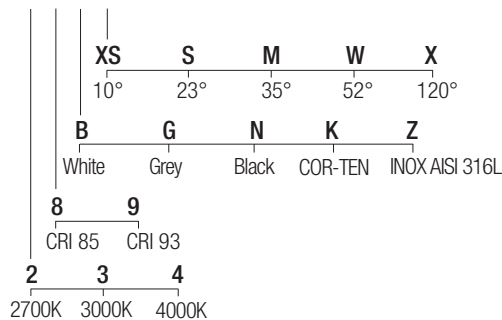 XS S M W X
10° 23° 35° 52° 120°
B G N K Z
White Grey Black COR-TEN INOX AISI 316L
8 9
CRI 85 CRI 93
2 3 4
2700K 3000K 4000K